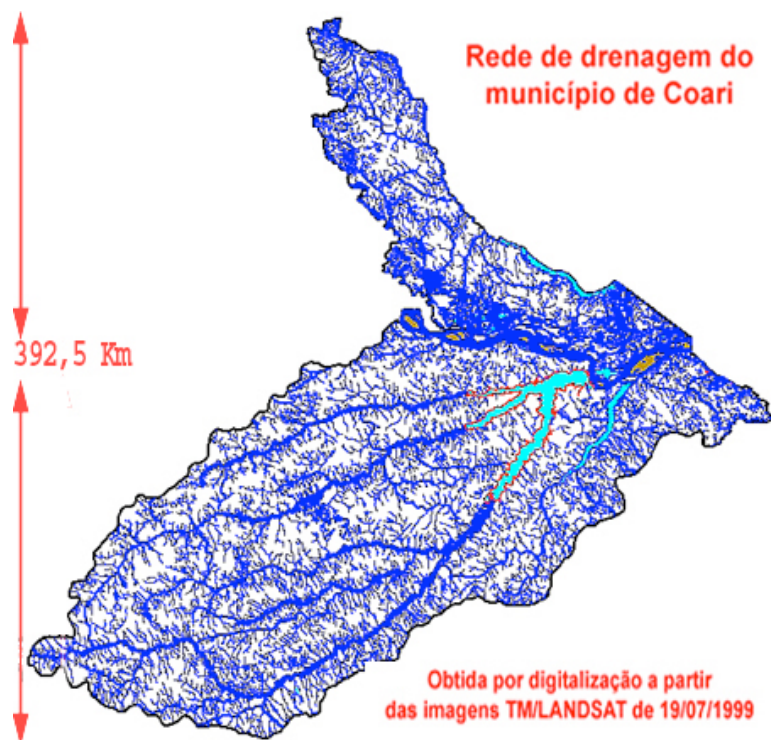 Rede de drenagem do
município de Coari
392,5 Km
Obtida por digitalização a partir
das imagens TM/LANDSAT de 19/07/1999